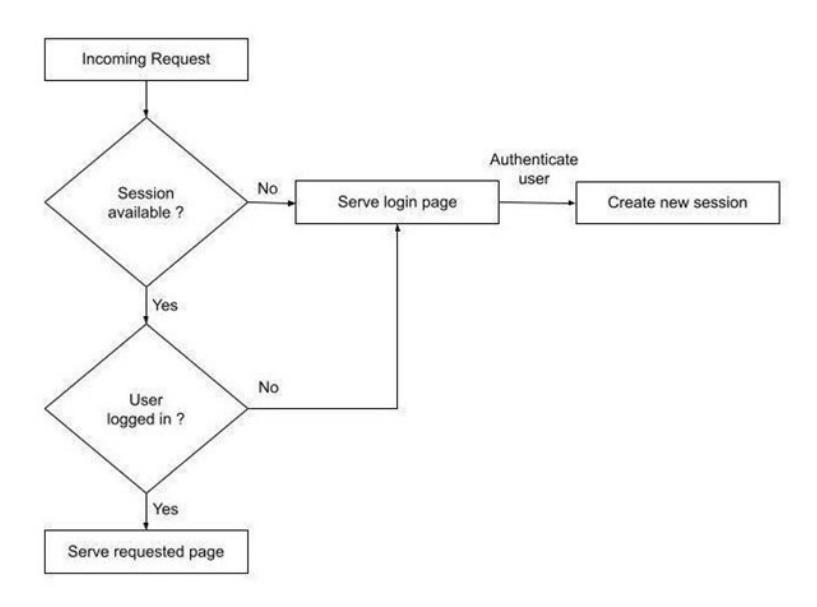 Incoming Request
Session
available ?
No
Serve login page
Authenticate
user
Create new session
Yes
User
logged in ?
No
Yes
Serve requested page